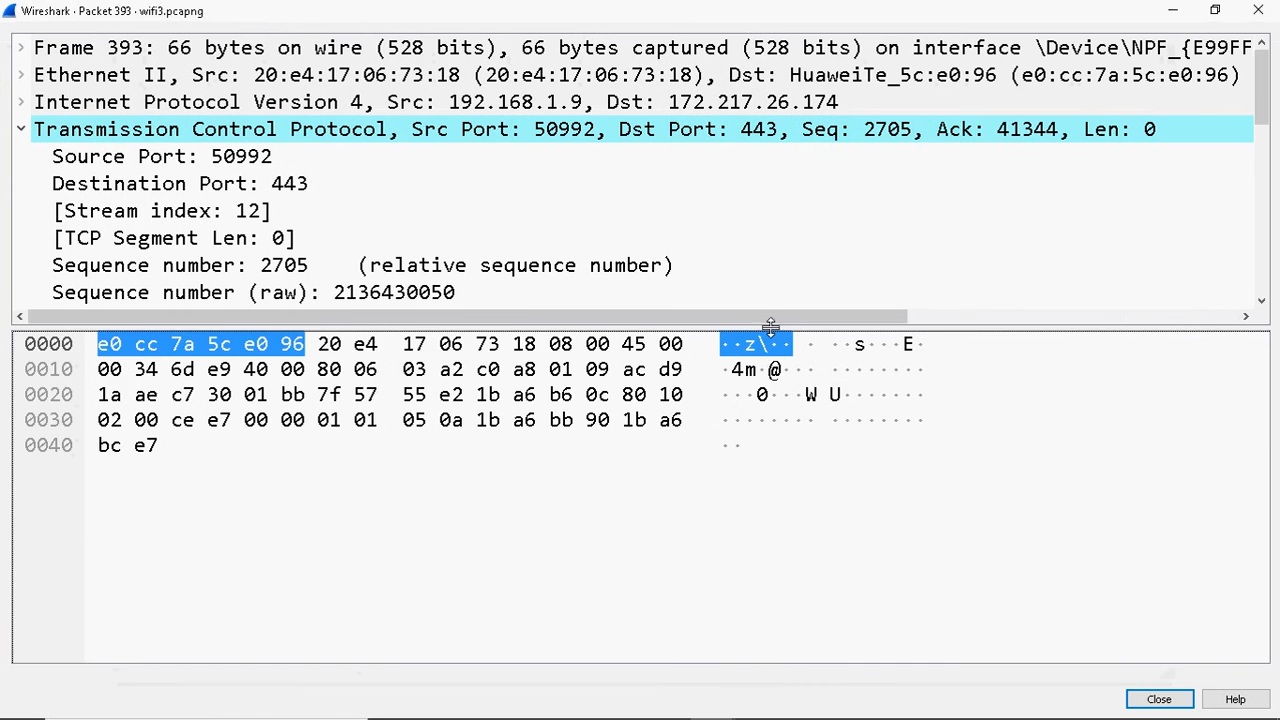 Wireshark · Packet 393 · wifi3.pcapng
Frame 393: 66 bytes on wire (528 bits), 66 bytes captured (528 bits) on interface \Device\NPF_{E99FF
Ethernet II, Src: 20:e4:17:06:73:18 (20:e4:17:06:73:18), Dst: HuaweiTe_5c:e0:96 (e0:cc:7a:5c:e0:96)
Internet Protocol Version 4, Src: 192.168.1.9, Dst: 172.217.26.174
Transmission Control Protocol, Src Port: 50992, Dst Port: 443, Seq: 2705, Ack: 41344, Len: 0
Source Port: 50992
Destination Port: 443
[Stream index: 12]
[TCP Segment Len: 0]
Sequence number: 2705    (relative sequence number)
Sequence number (raw): 2136430050
0000  e0 cc 7a 5c e0 96 20 e4  17 06 73 18 08 00 45 00  ··z\·· · ··s···E·
0010  00 34 6d e9 40 00 80 06  03 a2 c0 a8 01 09 ac d9  ·4m·@··· ········
0020  1a ae c7 30 01 bb 7f 57  55 e2 1b a6 b6 0c 80 10  ···0···W U·······
0030  02 00 ce e7 00 00 01 01  05 0a 1b a6 bb 90 1b a6  ········ ········
0040  bc e7  ··
Close Help